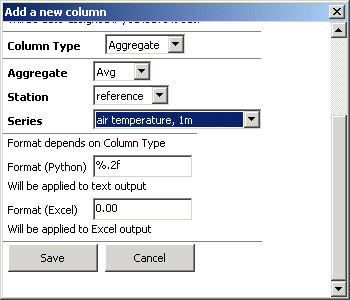 Add a new column
Column Type Aggregate
Aggregate Avg
Station reference
Series air temperature, 1m
Format depends on Column Type
Format (Python) %.2f
Will be applied to text output
Format (Excel) 0.00
Will be applied to Excel output
Save Cancel